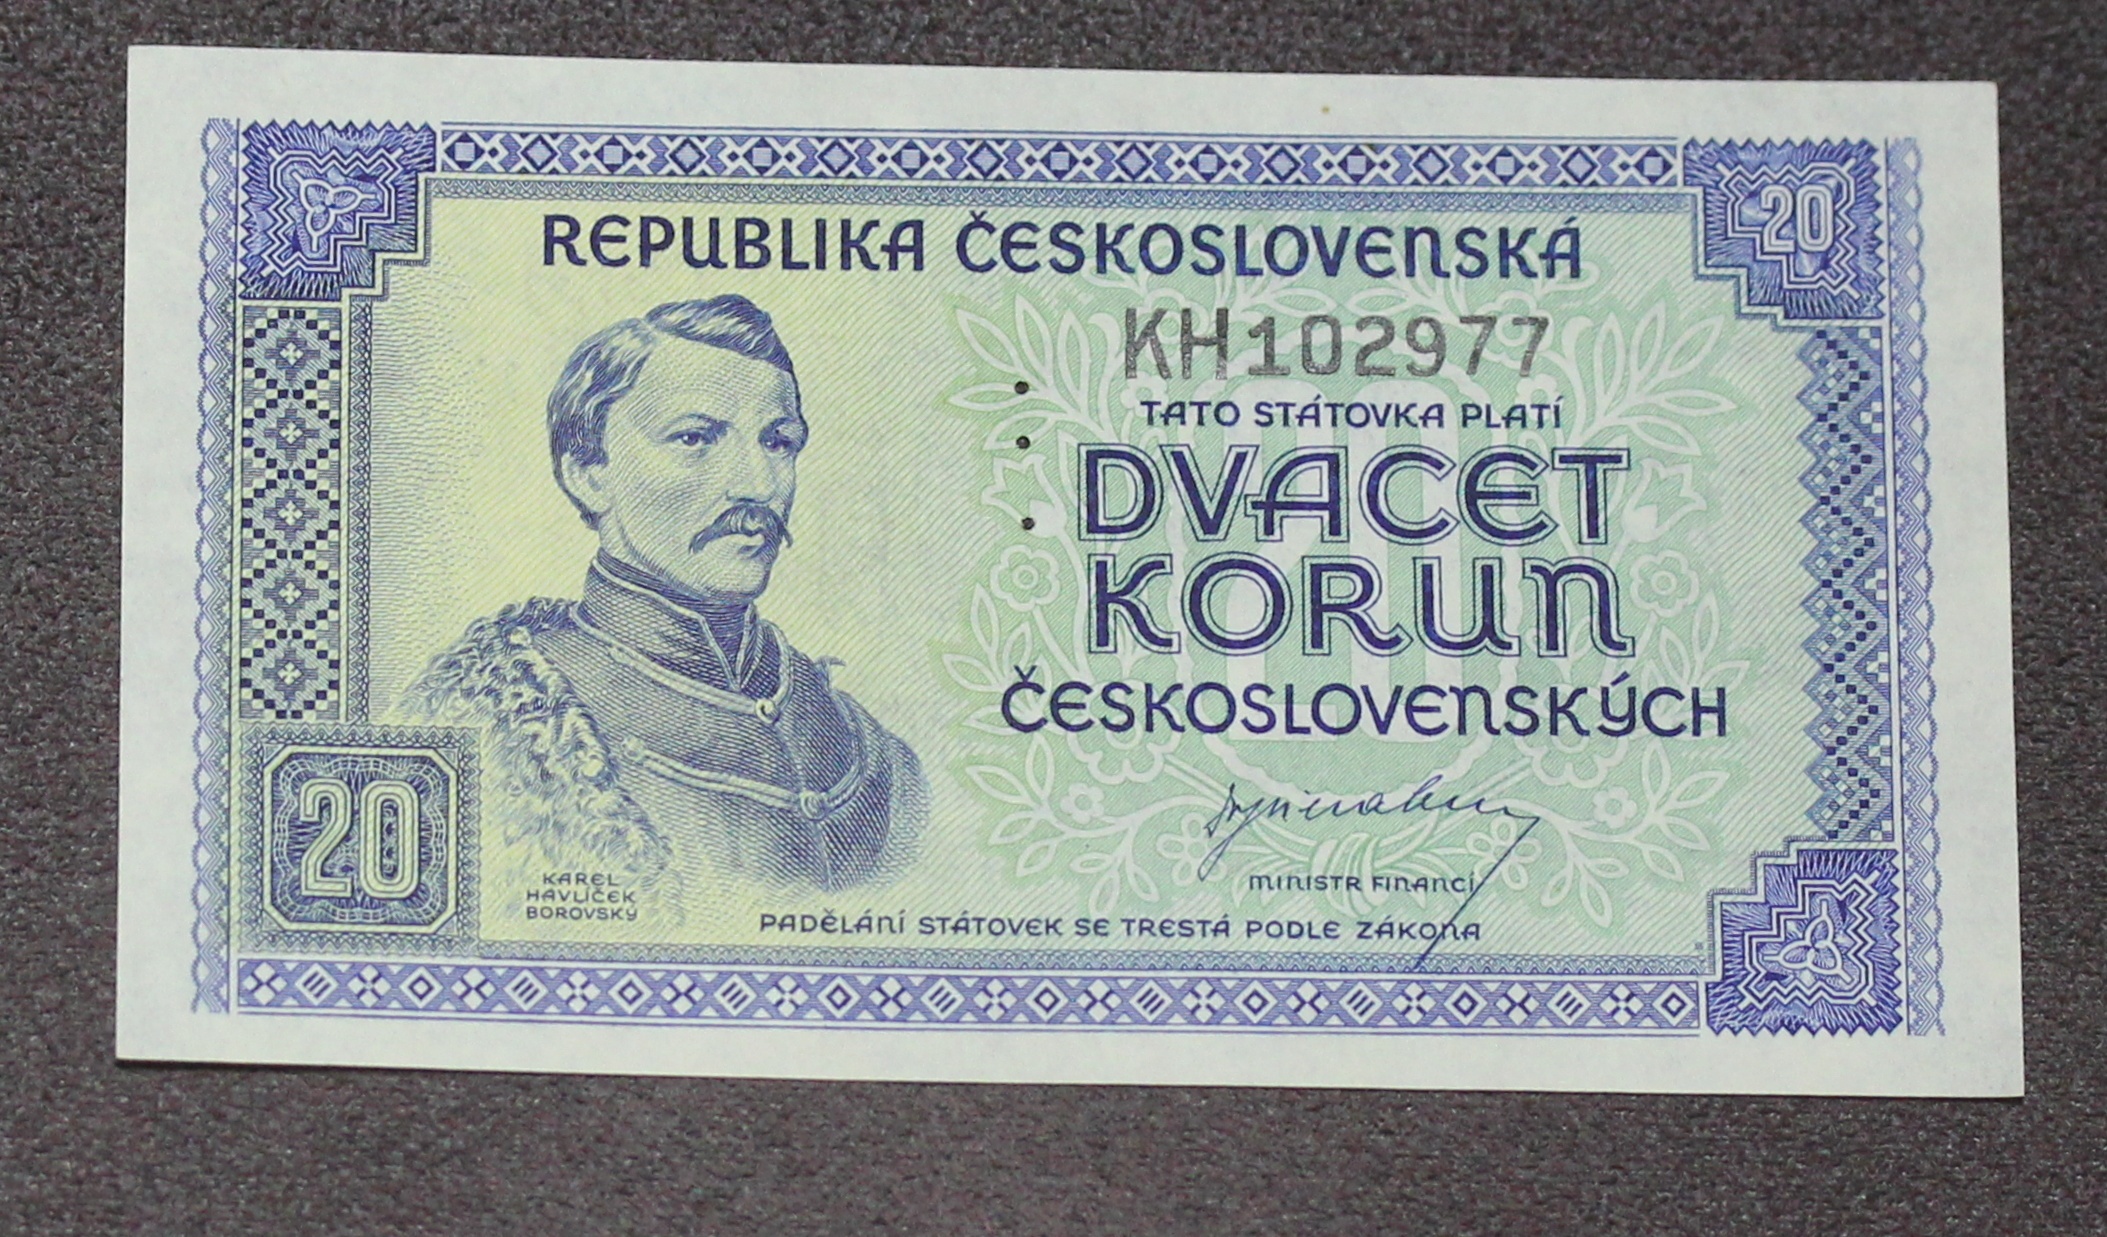 20
REPUBLIKA ČESKOSLOVENSKÁ
KH102977
TATO STÁTOVKA PLATÍ
DVACET
KORUN
ČESKOSLOVENSKÝCH
MINISTR FINANCÍ
20
KAREL
HAVLÍČEK
BOROVSKÝ
PADĚLÁNÍ STÁTOVEK SE TRESTÁ PODLE ZÁKONA